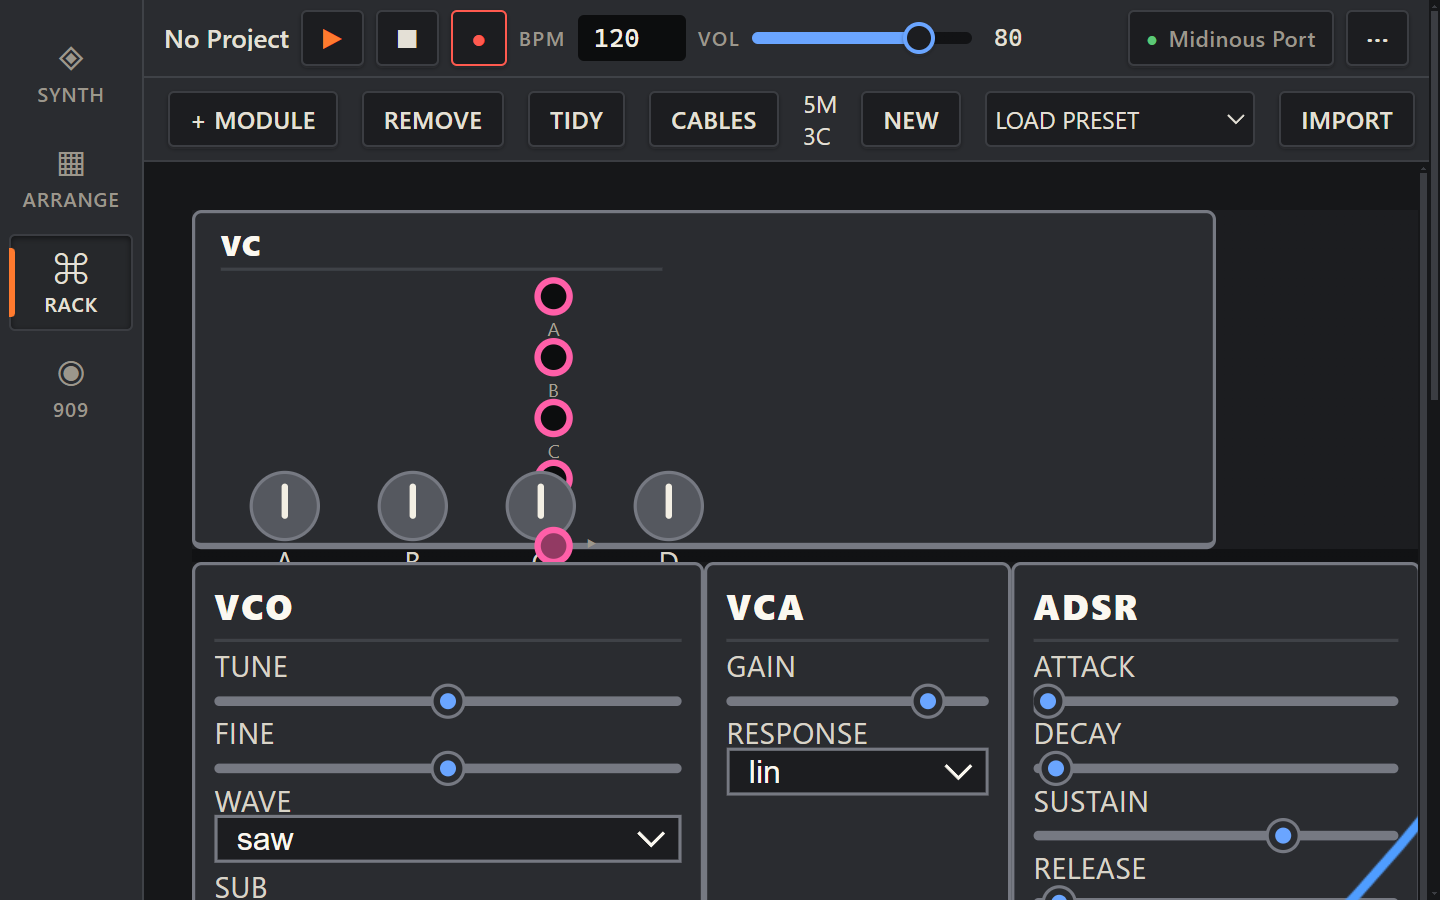 No Project
BPM 120 VOL 80
Midinous Port
...
SYNTH
ARRANGE
RACK
909
+ MODULE
REMOVE
TIDY
CABLES
5M
3C
NEW
LOAD PRESET
IMPORT
VC
A
B
C
A B D
VCO
TUNE
FINE
WAVE
saw
SUB
VCA
GAIN
RESPONSE
lin
ADSR
ATTACK
DECAY
SUSTAIN
RELEASE